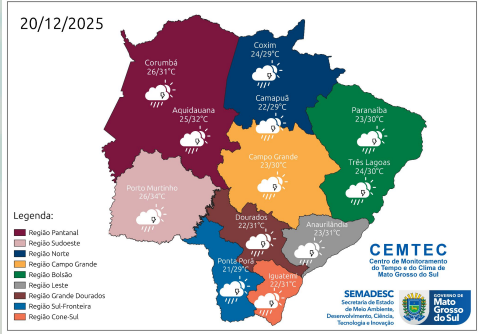 20/12/2025
Coxim
24/29°C
Corumbá
26/31°C
Camapuã
22/29°C
Aquidauana
25/32°C
Paranaíba
23/30°C
Campo Grande
23/30°C
Três Lagoas
24/30°C
Porto Murtinho
26/34°C
Dourados
22/31°C
Anaurilândia
23/31°C
Ponta Porã
21/29°C
Iguatemi
22/31°C
Legenda:
Região Pantanal
Região Sudoeste
Região Norte
Região Campo Grande
Região Bolsão
Região Leste
Região Grande Dourados
Região Sul-Fronteira
Região Cone-Sul
CEMTEC
Centro de Monitoramento
do Tempo e do Clima de
Mato Grosso do Sul
SEMADESC
Secretaria de Estado
de Meio Ambiente,
Desenvolvimento, Ciência,
Tecnologia e Inovação
GOVERNO DE
Mato
Grosso
do Sul